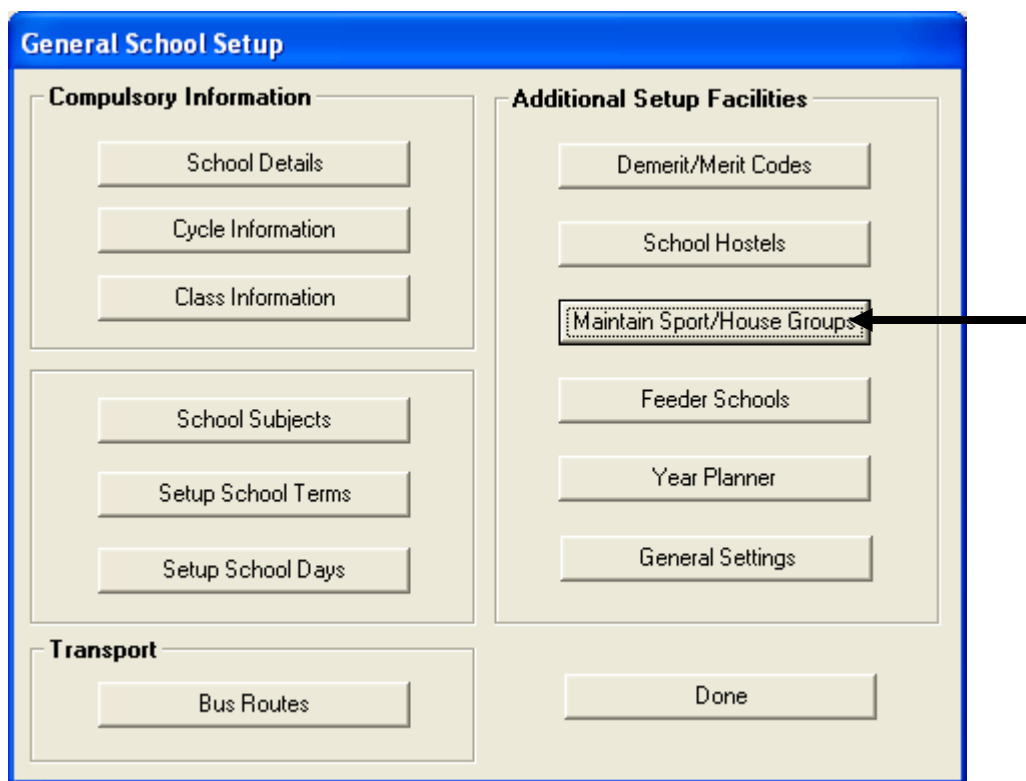 General School Setup
Compulsory Information
School Details
Cycle Information
Class Information
School Subjects
Setup School Terms
Setup School Days
Transport
Bus Routes
Additional Setup Facilities
Demerit/Merit Codes
School Hostels
Maintain Sport/House Groups
Feeder Schools
Year Planner
General Settings
Done